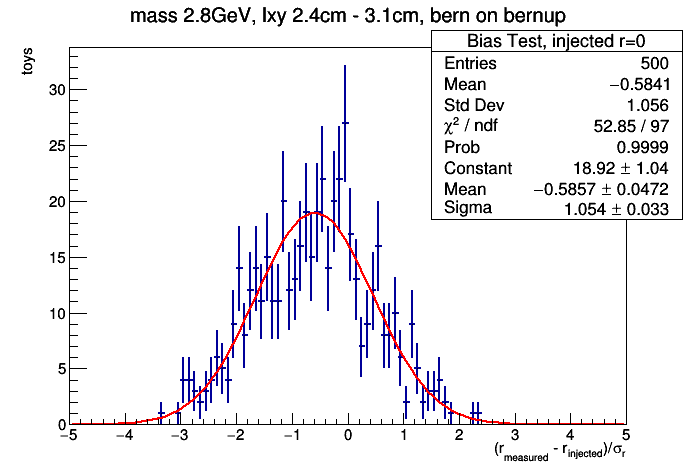 mass 2.8GeV, lxy 2.4cm - 3.1cm, bern on bernup
Bias Test, injected r=0
Entries 500
Mean −0.5841
Std Dev 1.056
χ² / ndf 52.85 / 97
Prob 0.9999
Constant 18.92 ± 1.04
Mean −0.5857 ± 0.0472
Sigma 1.054 ± 0.033
toys
30
25
20
15
10
5
0
−5 −4 −3 −2 −1 0 1 2 3 4 5
(r_measured - r_injected)/σ_r